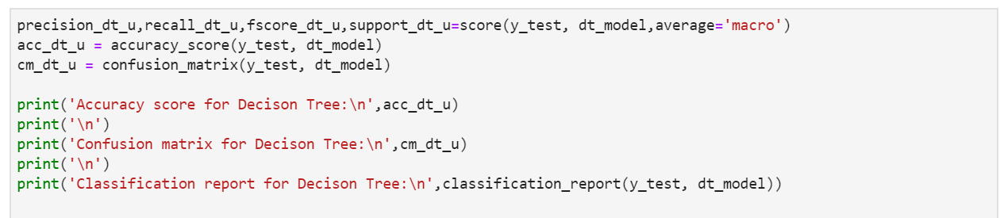 precision_dt_u,recall_dt_u,fscore_dt_u,support_dt_u=score(y_test, dt_model,average='macro')
acc_dt_u = accuracy_score(y_test, dt_model)
cm_dt_u = confusion_matrix(y_test, dt_model)
print('Accuracy score for Decison Tree:\n',acc_dt_u)
print('\n')
print('Confusion matrix for Decison Tree:\n',cm_dt_u)
print('\n')
print('Classification report for Decison Tree:\n',classification_report(y_test, dt_model))